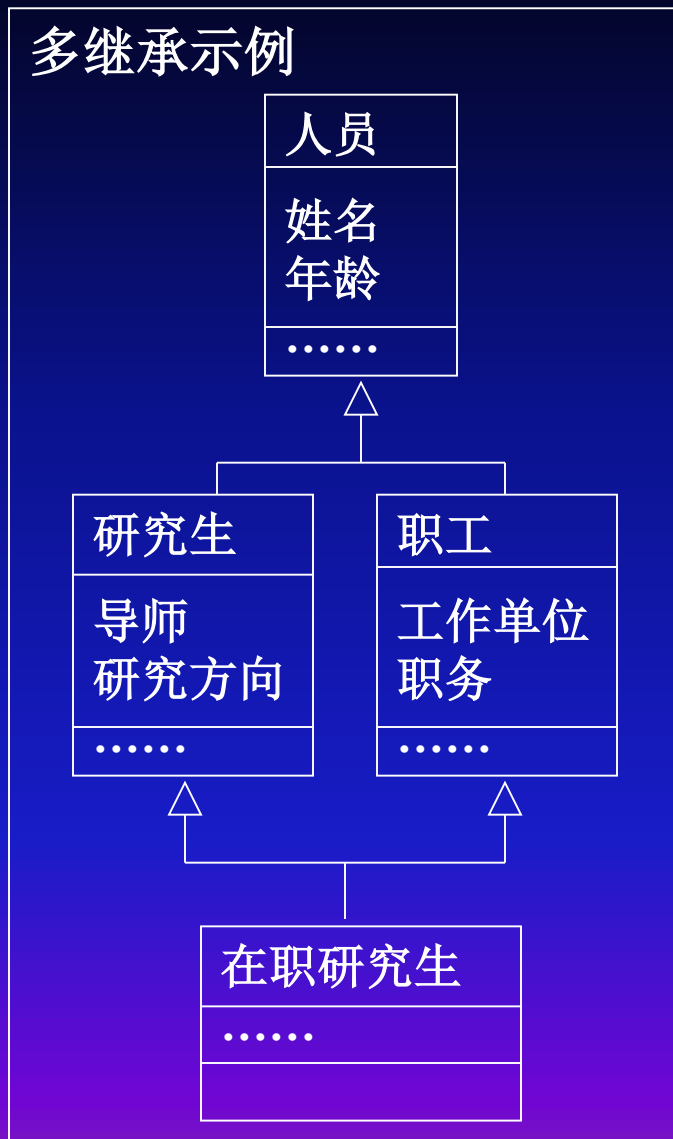 多继承示例
人员
姓名
年龄
……
研究生
导师
研究方向
……
职工
工作单位
职务
……
在职研究生
……